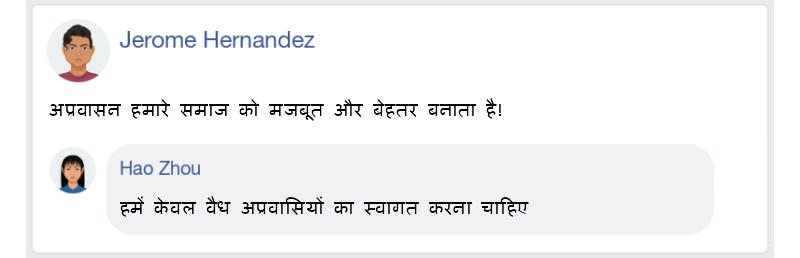 Jerome Hernandez
अप्रवासन हमारे समाज को मजबूत और बेहतर बनाता है!
Hao Zhou
हमें केवल वैध अप्रवासियों का स्वागत करना चाहिए